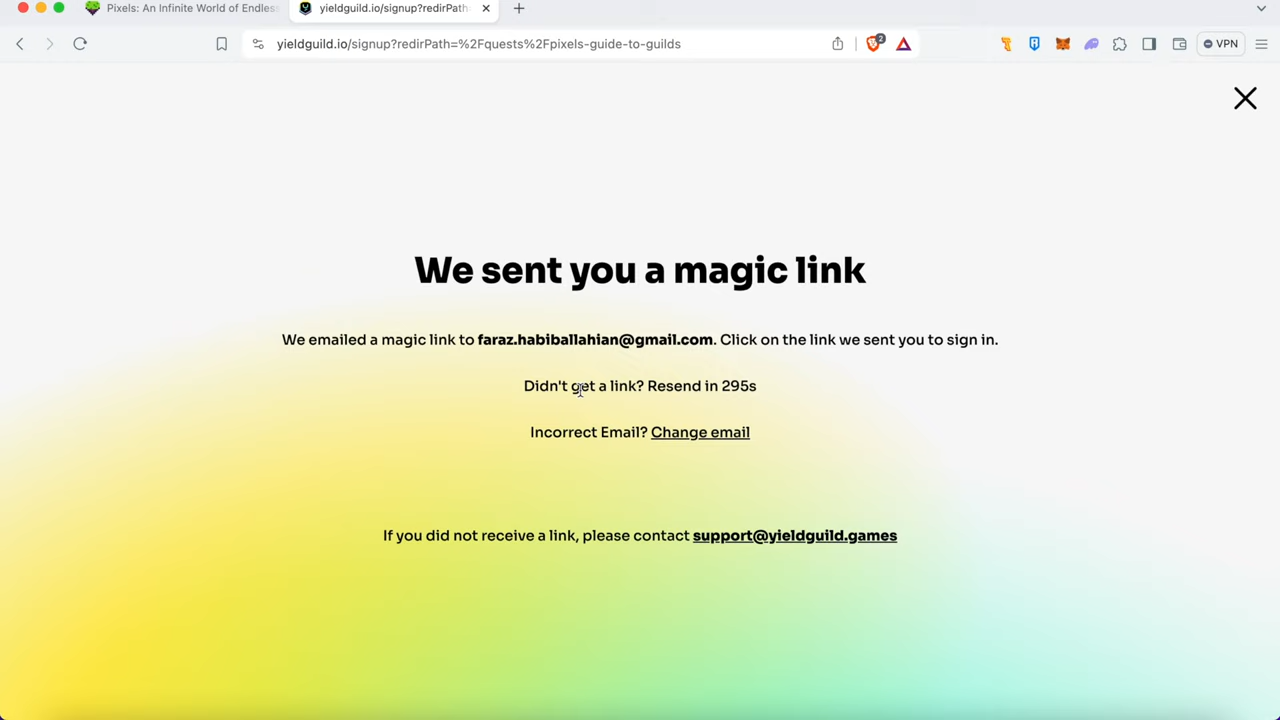 Pixels: An Infinite World of Endles
yieldguild.io/signup?redirPath
yieldguild.io/signup?redirPath=%2Fquests%2Fpixels-guide-to-guilds
2
VPN
We sent you a magic link
We emailed a magic link to faraz.habiballahian@gmail.com. Click on the link we sent you to sign in.
Didn't get a link? Resend in 295s
Incorrect Email? Change email
If you did not receive a link, please contact support@yieldguild.games